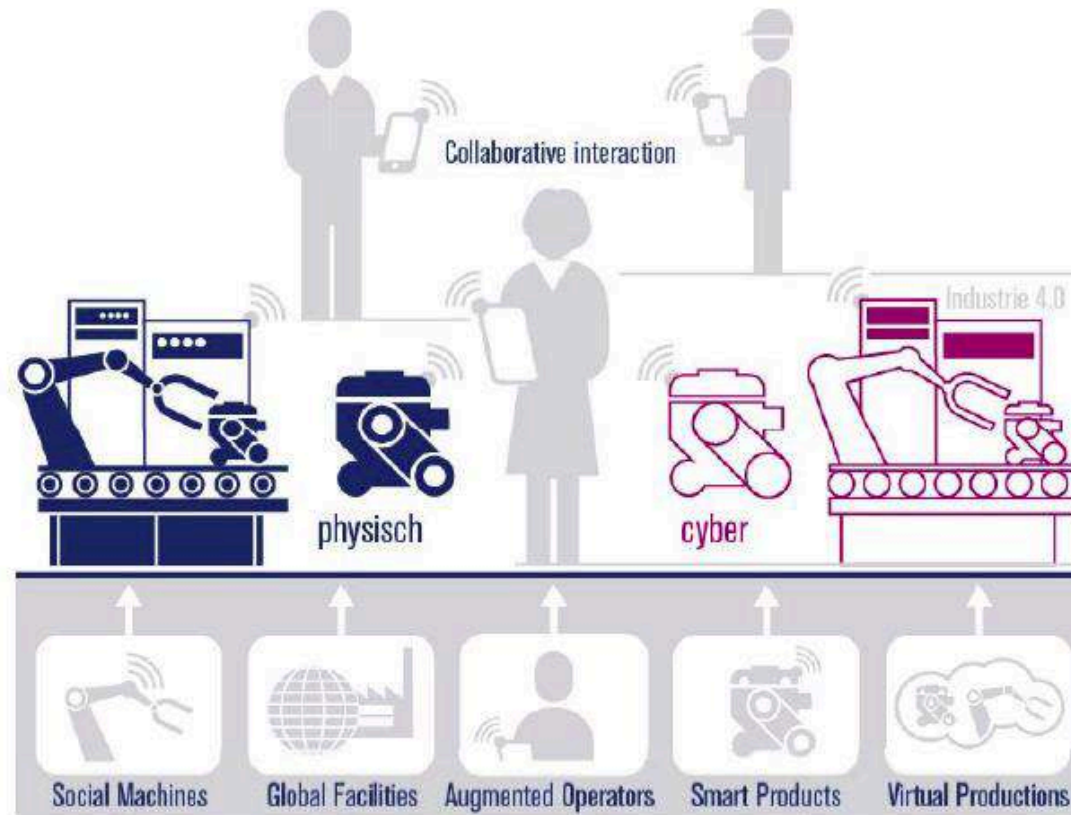 Collaborative interaction
Industrie 4.0
physisch
cyber
Social Machines
Global Facilities
Augmented Operators
Smart Products
Virtual Productions